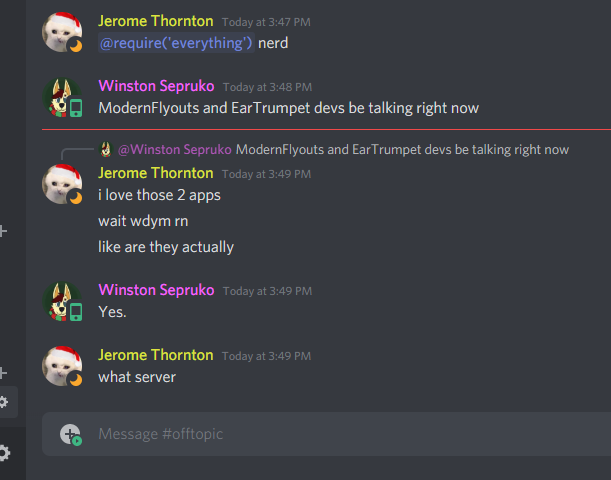 Jerome Thornton Today at 3:47 PM
@require('everything') nerd
Winston Sepruko Today at 3:48 PM
ModernFlyouts and EarTrumpet devs be talking right now
@Winston Sepruko ModernFlyouts and EarTrumpet devs be talking right now
Jerome Thornton Today at 3:49 PM
i love those 2 apps
wait wdym rn
like are they actually
Winston Sepruko Today at 3:49 PM
Yes.
Jerome Thornton Today at 3:49 PM
what server
Message #offtopic